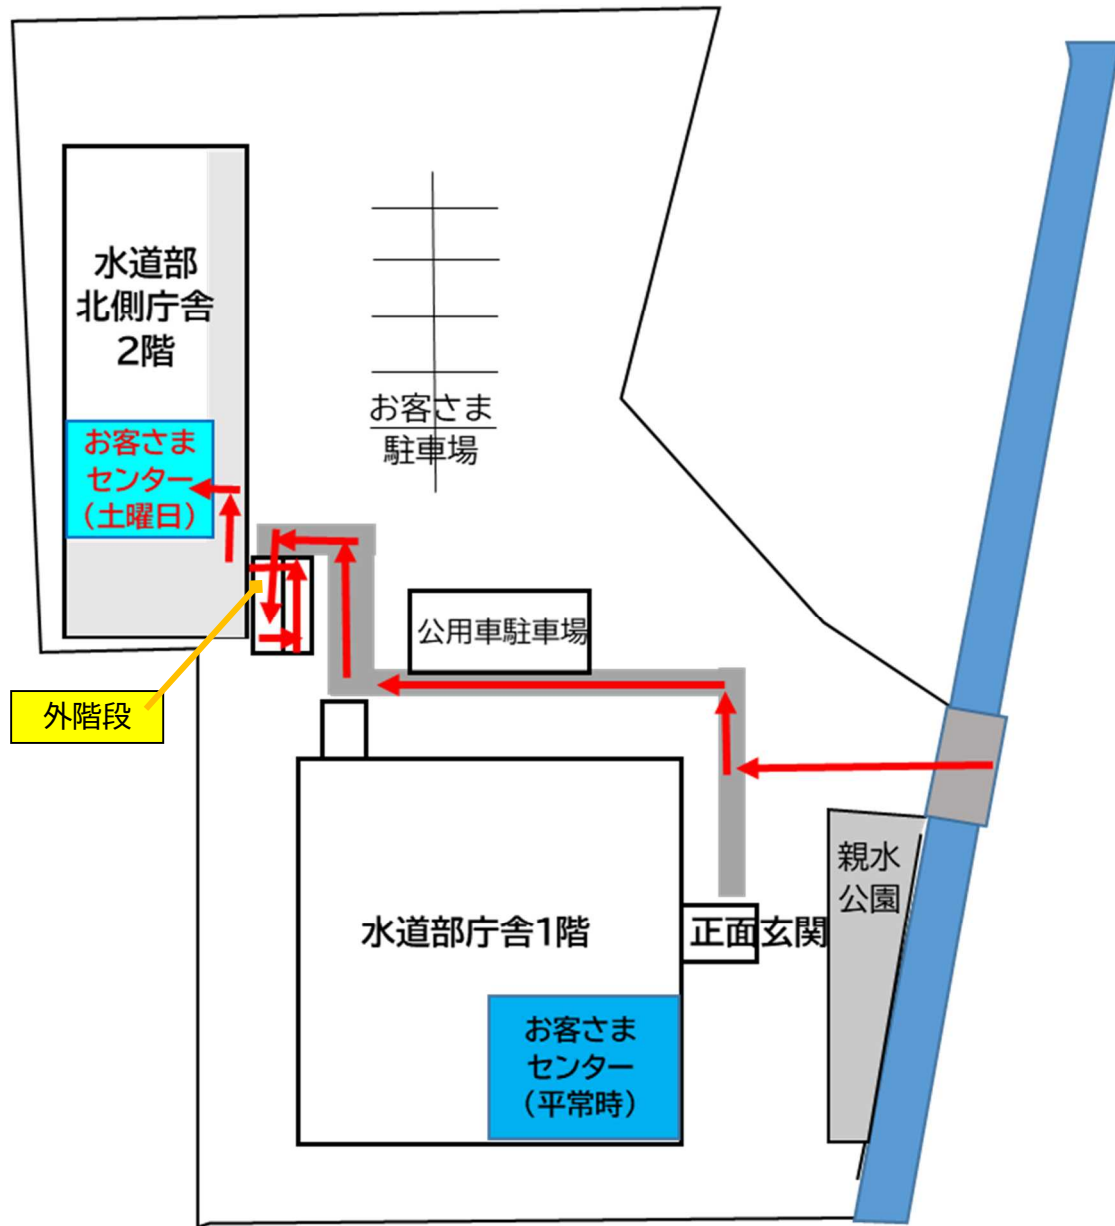 水道部
北側庁舎
2階
お客さま
センター
（土曜日）
お客さま
駐車場
公用車駐車場
外階段
親水
公園
水道部庁舎1階
正面玄関
お客さま
センター
（平常時）